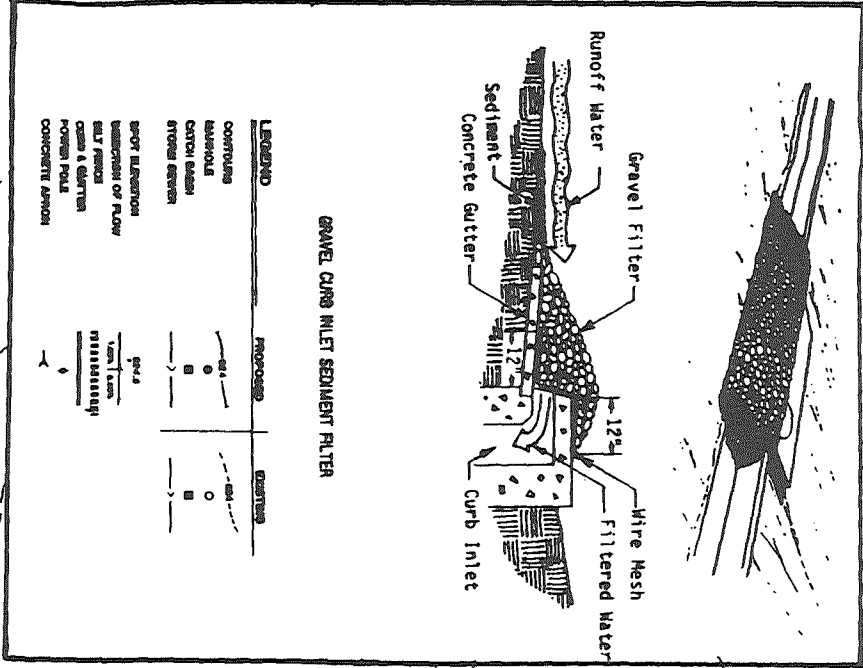 Runoff Water
Gravel Filter
12"
Wire Mesh
Filtered Water
Sediment
Concrete Gutter
12"
Curb Inlet
GRAVEL CURB INLET SEDIMENT FILTER
LEGEND
PROPOSED
EXISTING
CONTOURS
684
684
MANHOLE
CATCH BASIN
STORM SEWER
SPOT ELEVATION
DIRECTION OF FLOW
SILT FENCE
CURB & GUTTER
POWER POLE
CONCRETE APRON